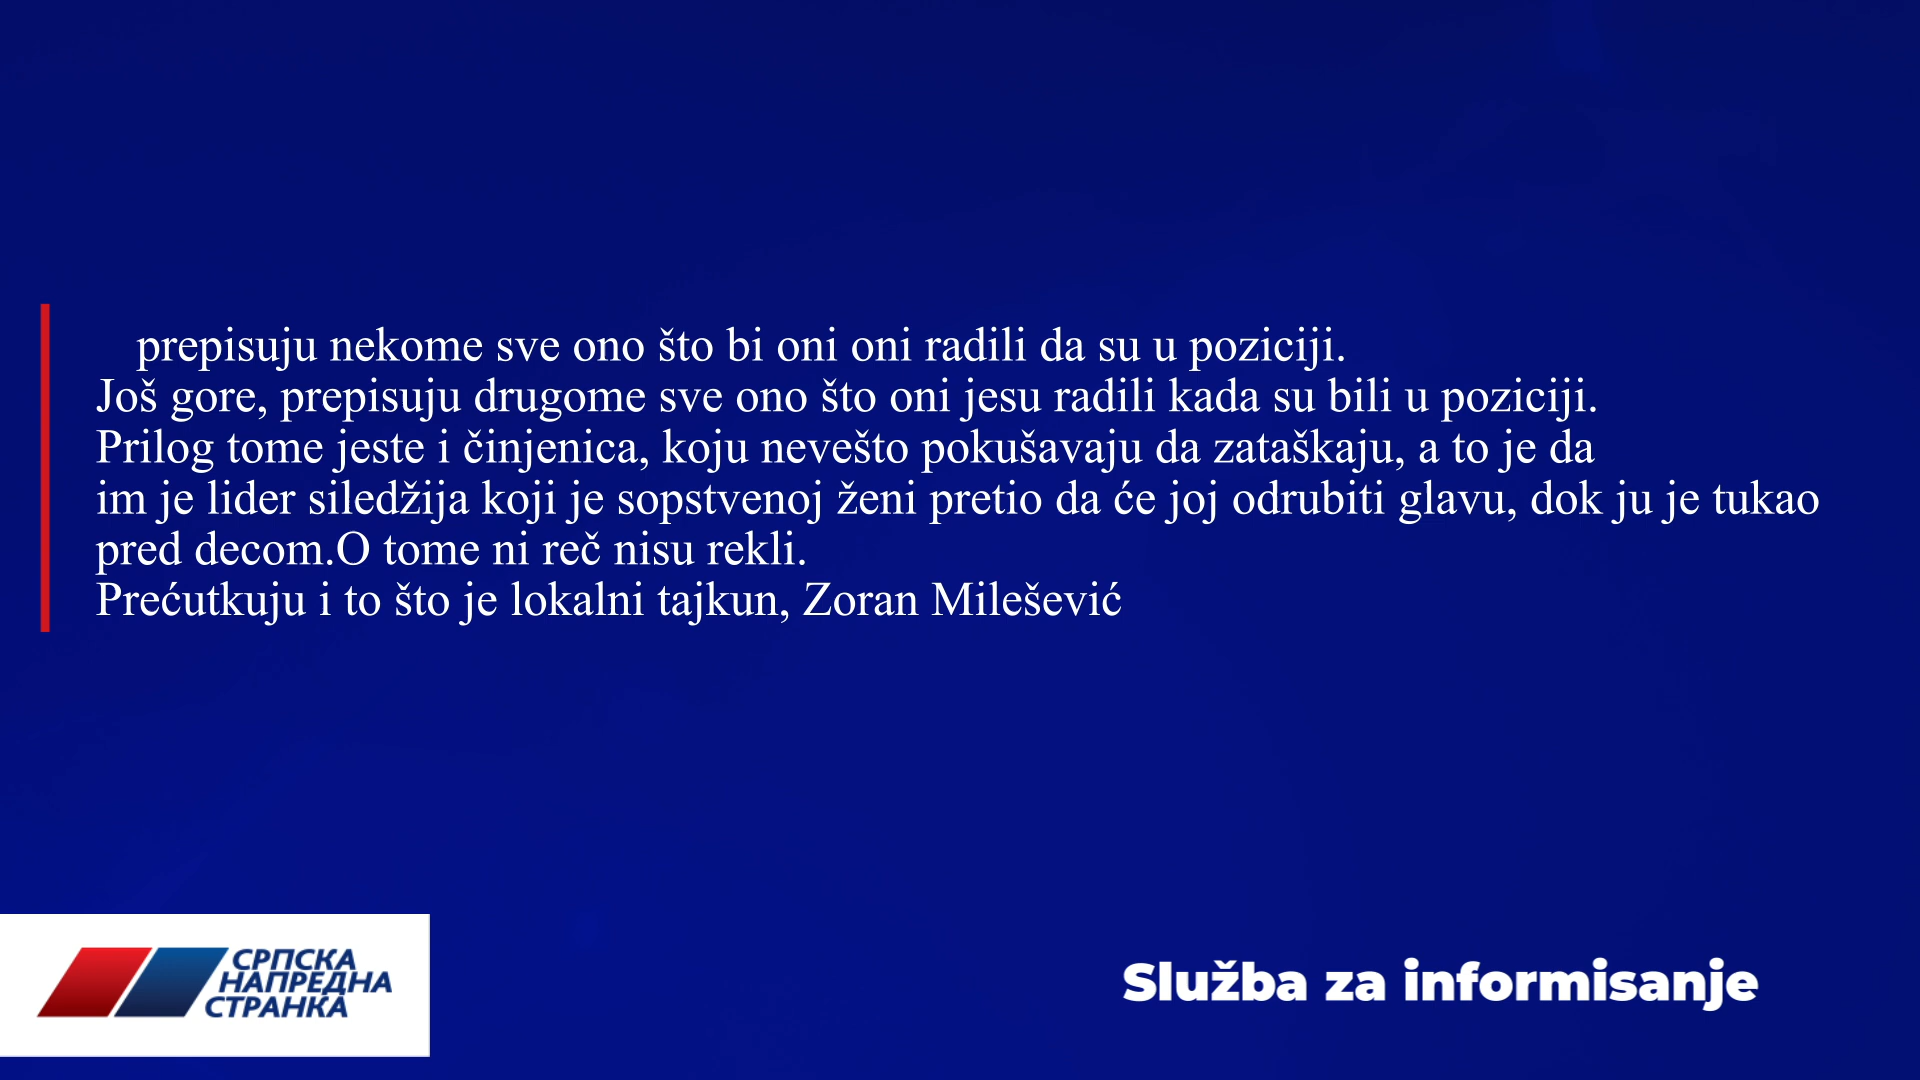 prepisuju nekome sve ono što bi oni oni radili da su u poziciji.
Još gore, prepisuju drugome sve ono što oni jesu radili kada su bili u poziciji.
Prilog tome jeste i činjenica, koju nevešto pokušavaju da zataškaju, a to je da
im je lider siledžija koji je sopstvenoj ženi pretio da će joj odrubiti glavu, dok ju je tukao
pred decom.O tome ni reč nisu rekli.
Prećutkuju i to što je lokalni tajkun, Zoran Milešević
СРПСКА
НАПРЕДНА
СТРАНКА
Služba za informisanje